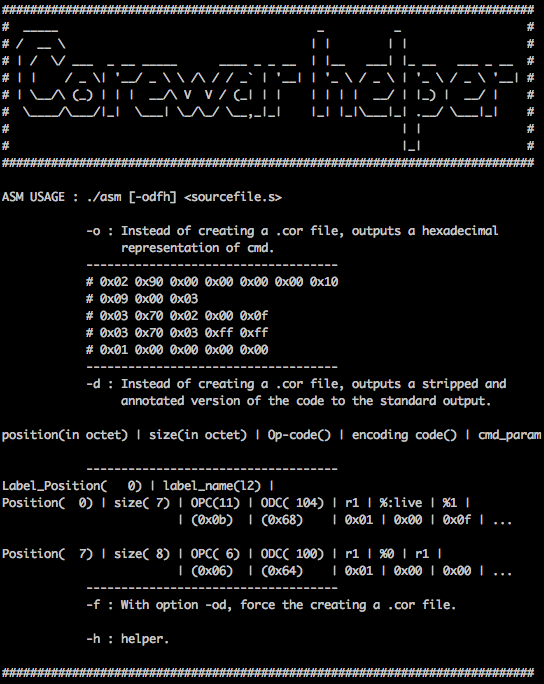 ############################################################################
Corewar helper
############################################################################
ASM USAGE : ./asm [-odfh] <sourcefile.s>
-o : Instead of creating a .cor file, outputs a hexadecimal
representation of cmd.
------------------------------------
# 0x02 0x90 0x00 0x00 0x00 0x00 0x10
# 0x09 0x00 0x03
# 0x03 0x70 0x02 0x00 0x0f
# 0x03 0x70 0x03 0xff 0xff
# 0x01 0x00 0x00 0x00 0x00
------------------------------------
-d : Instead of creating a .cor file, outputs a stripped and
annotated version of the code to the standard output.
position(in octet) | size(in octet) | Op-code() | encoding code() | cmd_param
------------------------------------
Label_Position(   0) | label_name(l2) |
Position(  0) | size( 7) | OPC(11) | ODC( 104) | r1 | %:live | %1 |
| (0x0b)  | (0x68)    | 0x01 | 0x00 | 0x0f | ...
Position(  7) | size( 8) | OPC( 6) | ODC( 100) | r1 | %0 | r1 |
| (0x06)  | (0x64)    | 0x01 | 0x00 | 0x00 | ...
------------------------------------
-f : With option -od, force the creating a .cor file.
-h : helper.
############################################################################